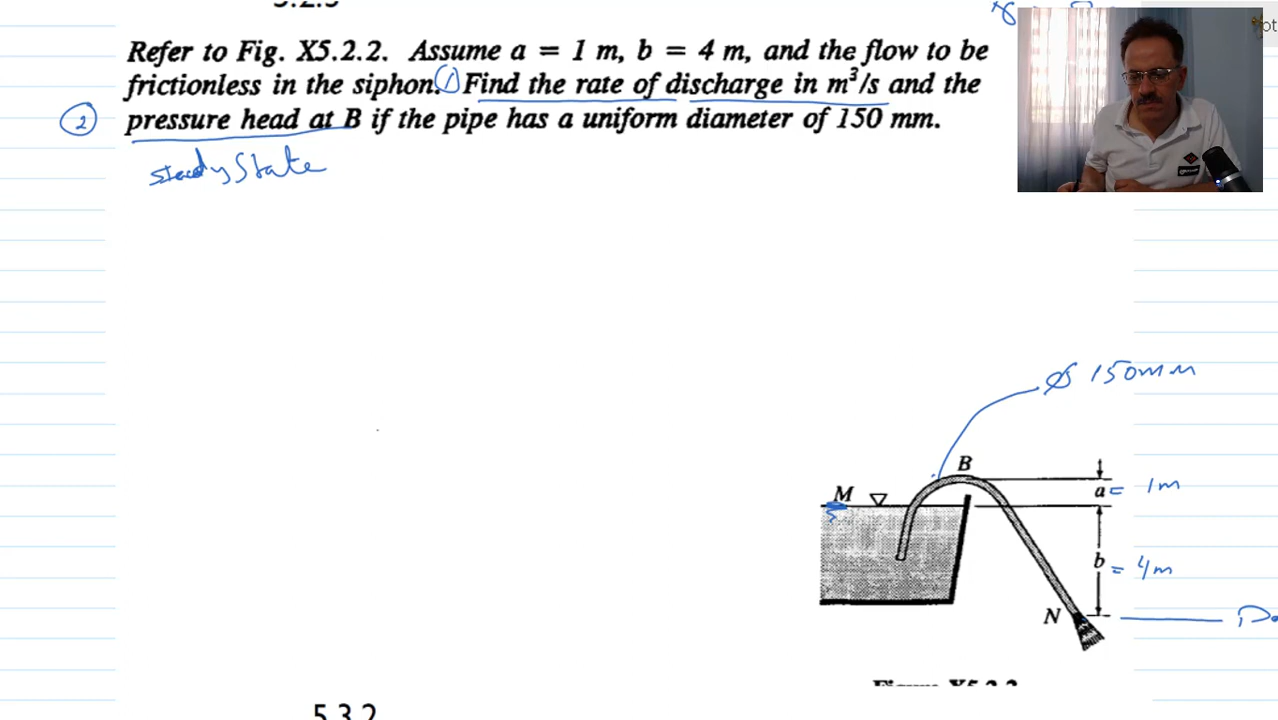 Refer to Fig. X5.2.2. Assume a = 1 m, b = 4 m, and the flow to be
frictionless in the siphon. (1) Find the rate of discharge in m³/s and the
(2) pressure head at B if the pipe has a uniform diameter of 150 mm.
steady State
Ø 150mm
B
M
a = 1m
b = 4m
N
5.3.2